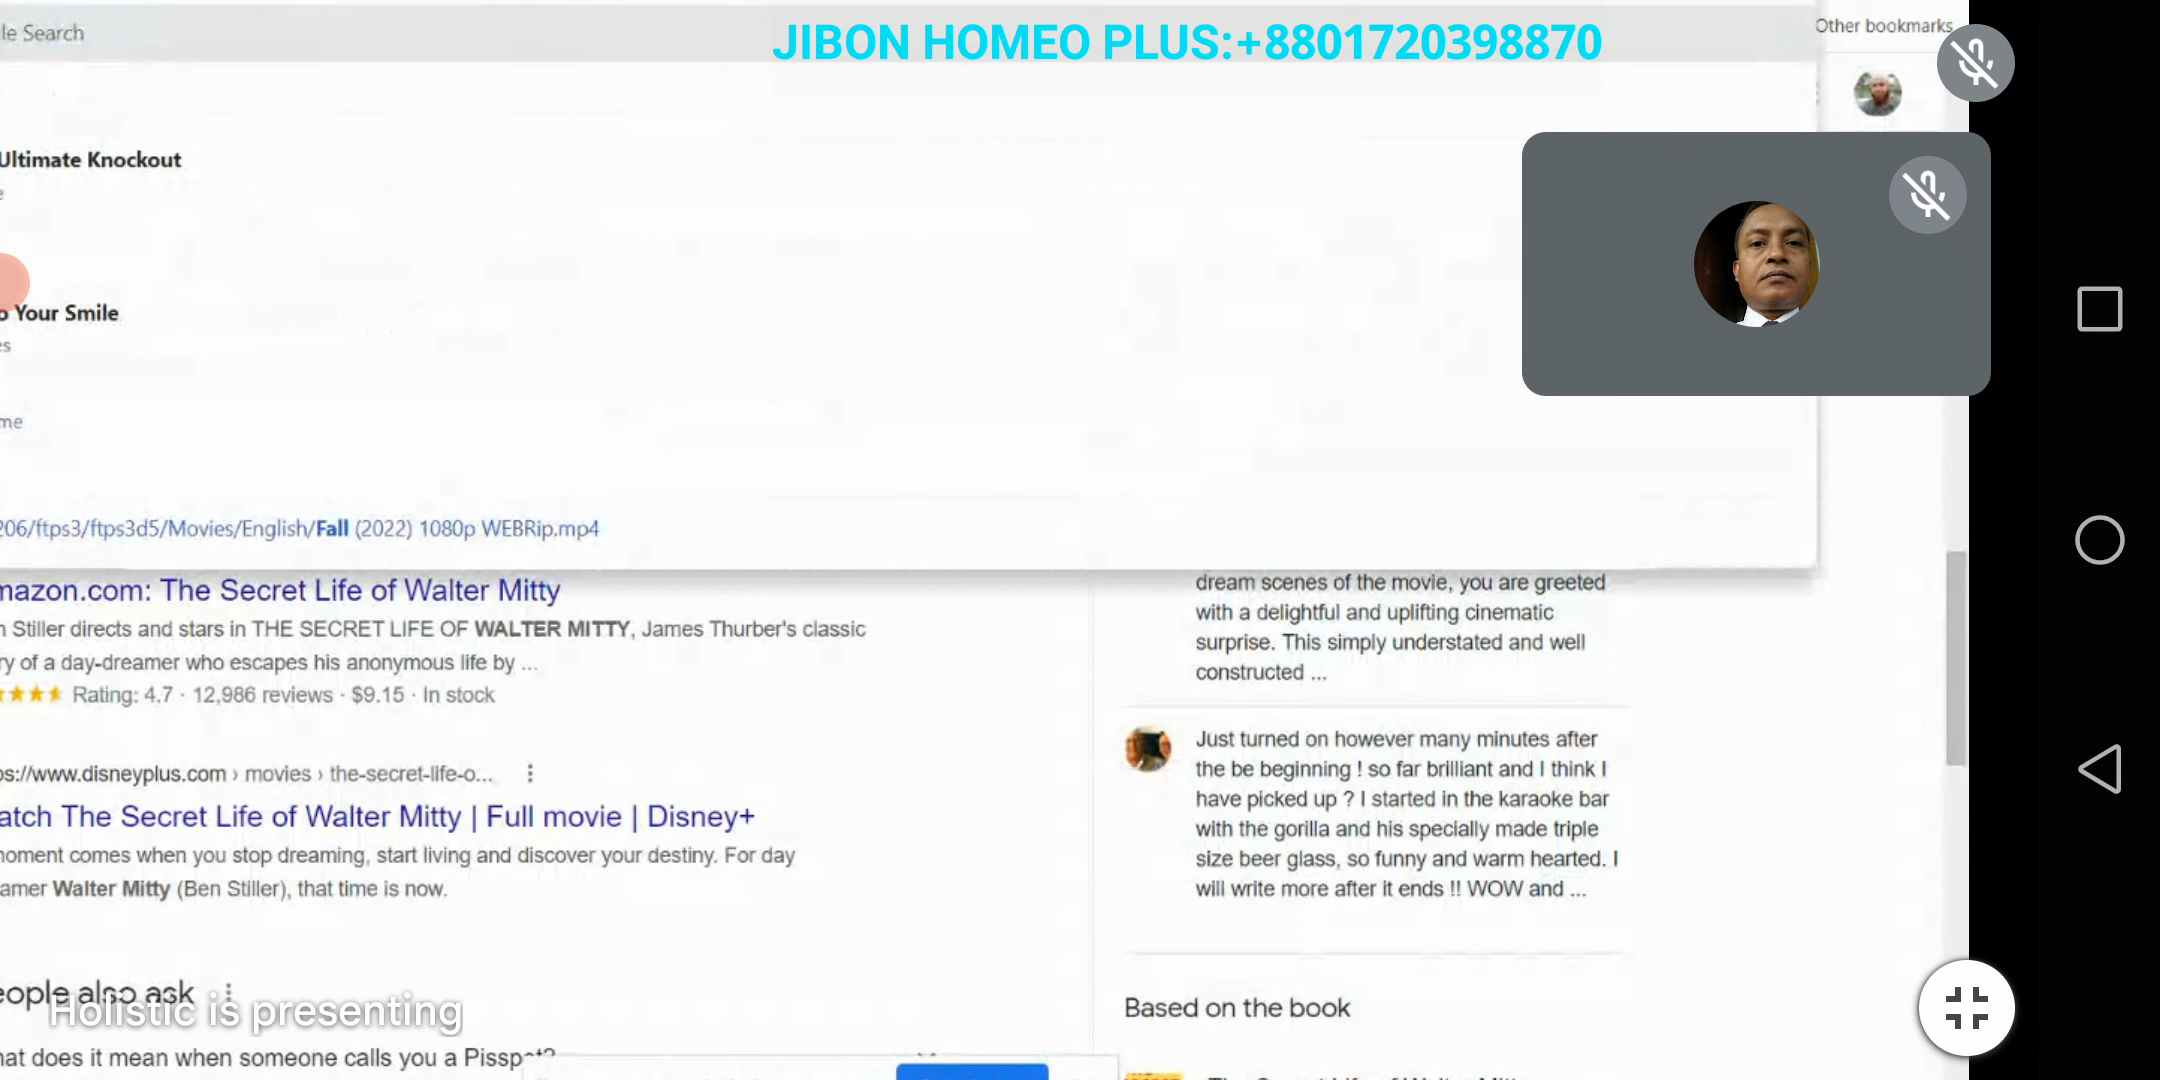 le Search
JIBON HOMEO PLUS:+8801720398870
Other bookmarks
Ultimate Knockout
e
o Your Smile
es
me
206/ftps3/ftps3d5/Movies/English/Fall (2022) 1080p WEBRip.mp4
mazon.com: The Secret Life of Walter Mitty
n Stiller directs and stars in THE SECRET LIFE OF WALTER MITTY, James Thurber's classic
ry of a day-dreamer who escapes his anonymous life by ...
Rating: 4.7 · 12,986 reviews · $9.15 · In stock
ps://www.disneyplus.com › movies › the-secret-life-o...
atch The Secret Life of Walter Mitty | Full movie | Disney+
moment comes when you stop dreaming, start living and discover your destiny. For day
amer Walter Mitty (Ben Stiller), that time is now.
eople also ask
Holistic is presenting
hat does it mean when someone calls you a Pisspot?
dream scenes of the movie, you are greeted
with a delightful and uplifting cinematic
surprise. This simply understated and well
constructed ...
Just turned on however many minutes after
the be beginning ! so far brilliant and I think I
have picked up ? I started in the karaoke bar
with the gorilla and his specially made triple
size beer glass, so funny and warm hearted. I
will write more after it ends !! WOW and ...
Based on the book